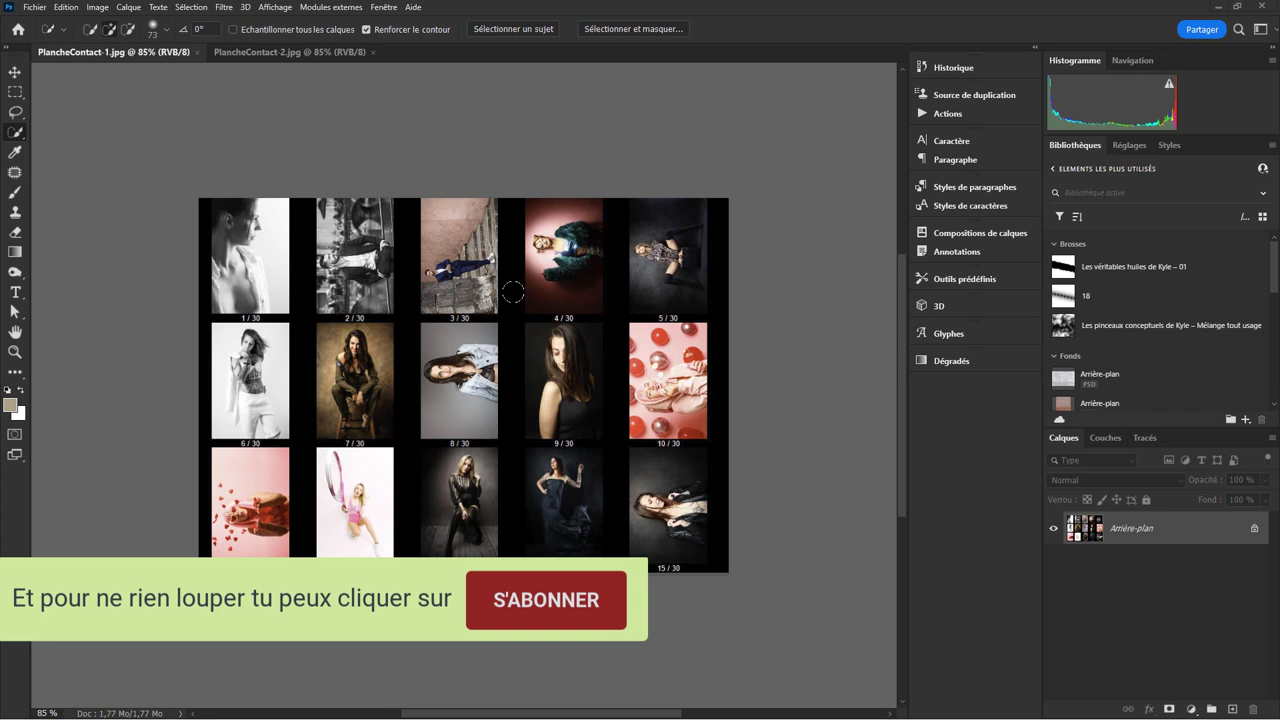 Ps Fichier Edition Image Calque Texte Sélection Filtre 3D Affichage Modules externes Fenêtre Aide
73 0° Echantillonner tous les calques Renforcer le contour Sélectionner un sujet Sélectionner et masquer... Partager
PlancheContact-1.jpg @ 85% (RVB/8) × PlancheContact-2.jpg @ 85% (RVB/8) ×
1 / 30 2 / 30 3 / 30 4 / 30 5 / 30
6 / 30 7 / 30 8 / 30 9 / 30 10 / 30
15 / 30
Et pour ne rien louper tu peux cliquer sur S'ABONNER
85 % Doc : 1,77 Mo/1,77 Mo
Historique
Source de duplication
Actions
Caractère
Paragraphe
Styles de paragraphes
Styles de caractères
Compositions de calques
Annotations
Outils prédéfinis
3D
Glyphes
Dégradés
Histogramme Navigation
Bibliothèques Réglages Styles
ELEMENTS LES PLUS UTILISÉS
Bibliothèque active
Brosses
Les véritables huiles de Kyle – 01
18
Les pinceaux conceptuels de Kyle – Mélange tout usage
Fonds
Arrière-plan
PSD
Arrière-plan
Calques Couches Tracés
Type
Normal Opacité : 100 %
Verrou : Fond : 100 %
Arrière-plan
fx